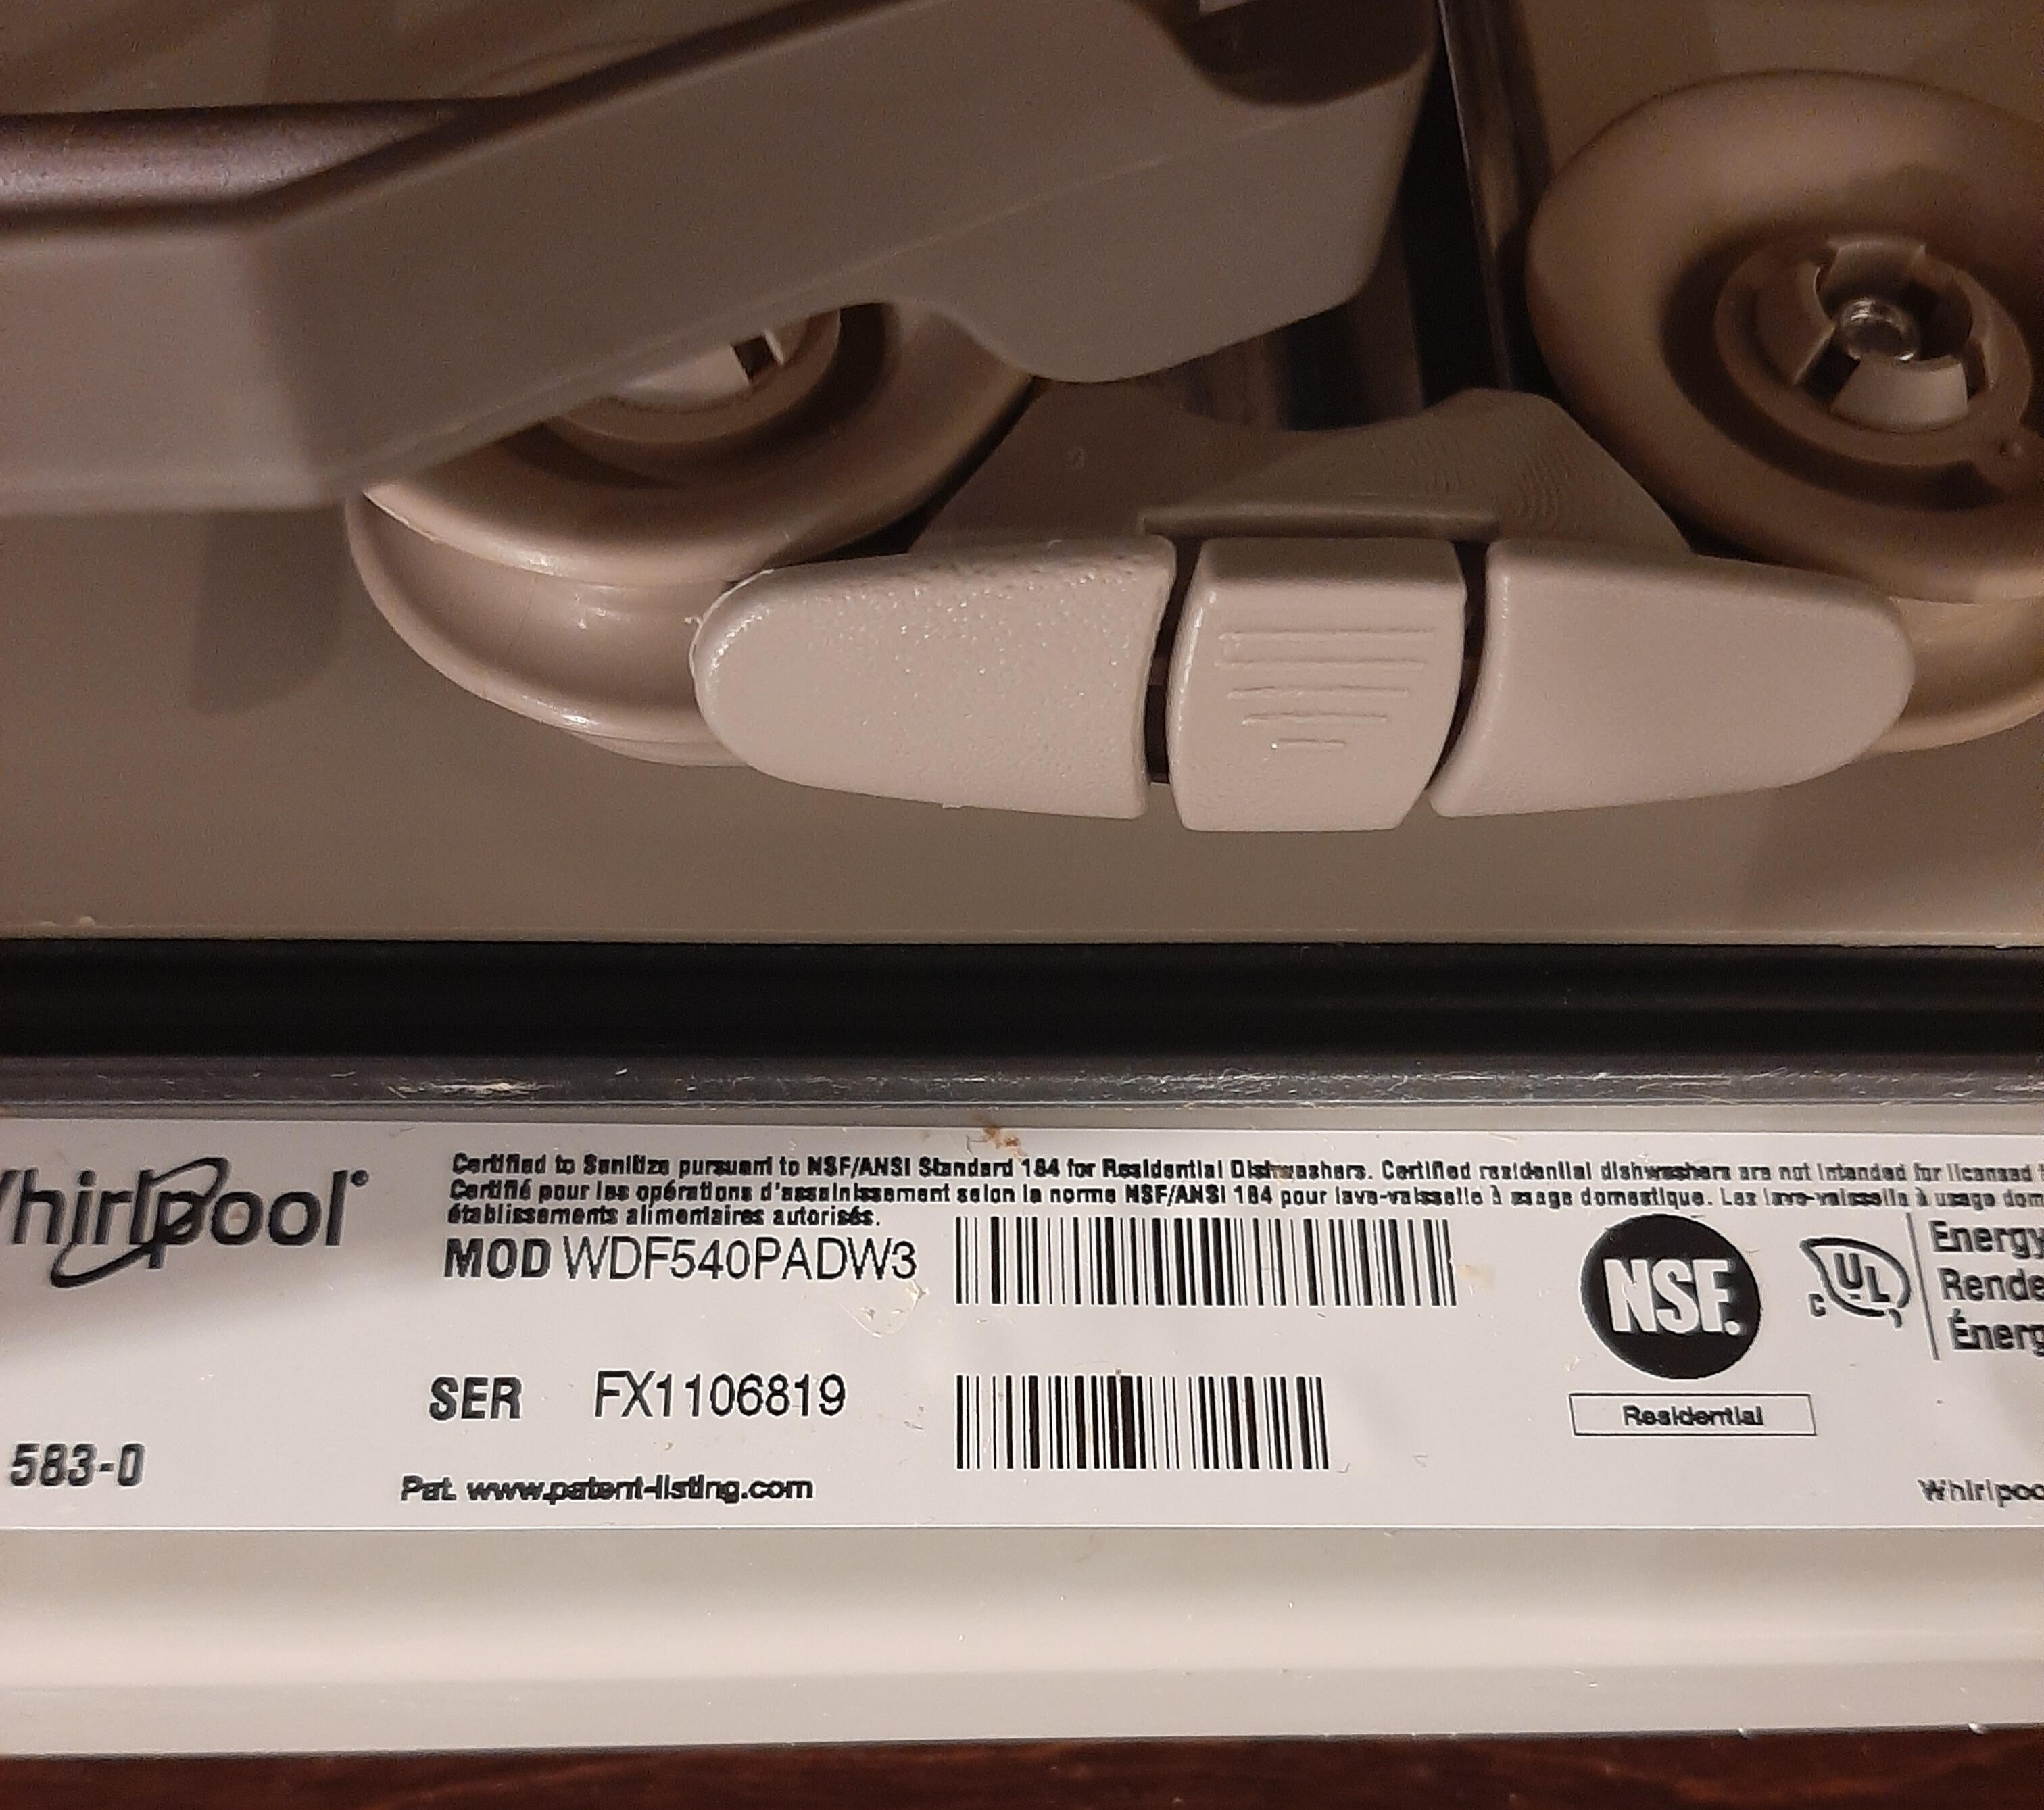 Whirlpool®
Certified to Sanitize pursuant to NSF/ANSI Standard 184 for Residential Dishwashers. Certified residential dishwashers are not intended for licensed
Certifié pour les opérations d'assainissement selon la norme NSF/ANSI 184 pour lave-vaisselle à usage domestique. Les lave-vaisselle à usage dom
établissements alimentaires autorisés.
MOD WDF540PADW3
SER FX1106819
583-0
Pat. www.patent-listing.com
NSF.
Residential
C UL
Energy
Rende
Énerg
Whirlpoo